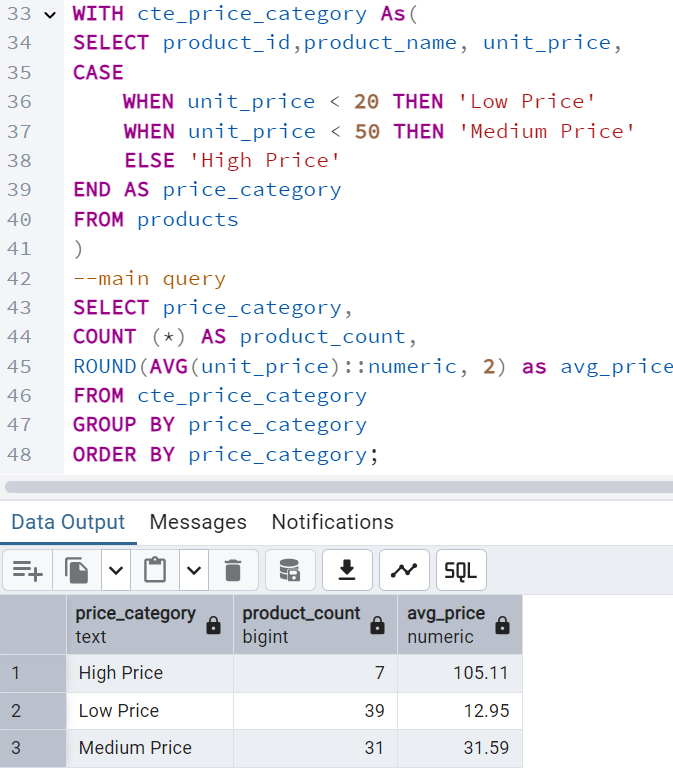 33 WITH cte_price_category As(
34 SELECT product_id,product_name, unit_price,
35 CASE
36 WHEN unit_price < 20 THEN 'Low Price'
37 WHEN unit_price < 50 THEN 'Medium Price'
38 ELSE 'High Price'
39 END AS price_category
40 FROM products
41 )
42 --main query
43 SELECT price_category,
44 COUNT (*) AS product_count,
45 ROUND(AVG(unit_price)::numeric, 2) as avg_price
46 FROM cte_price_category
47 GROUP BY price_category
48 ORDER BY price_category;
Data Output Messages Notifications
SQL
price_category product_count avg_price
text bigint numeric
1 High Price 7 105.11
2 Low Price 39 12.95
3 Medium Price 31 31.59